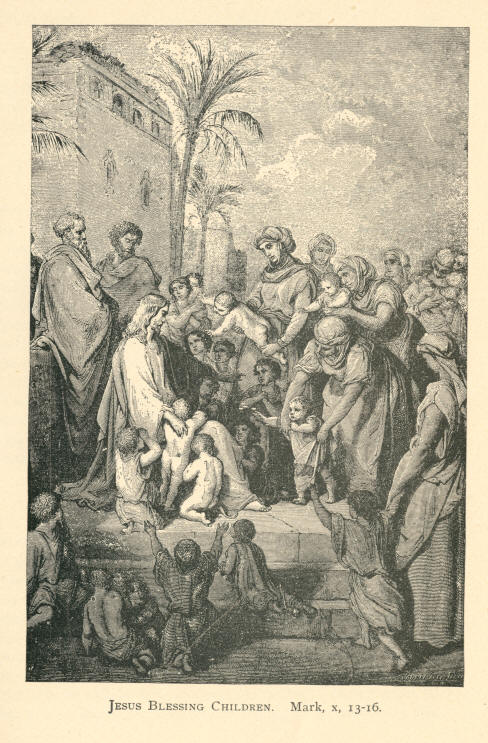 JESUS BLESSING CHILDREN. Mark, x, 13-16.